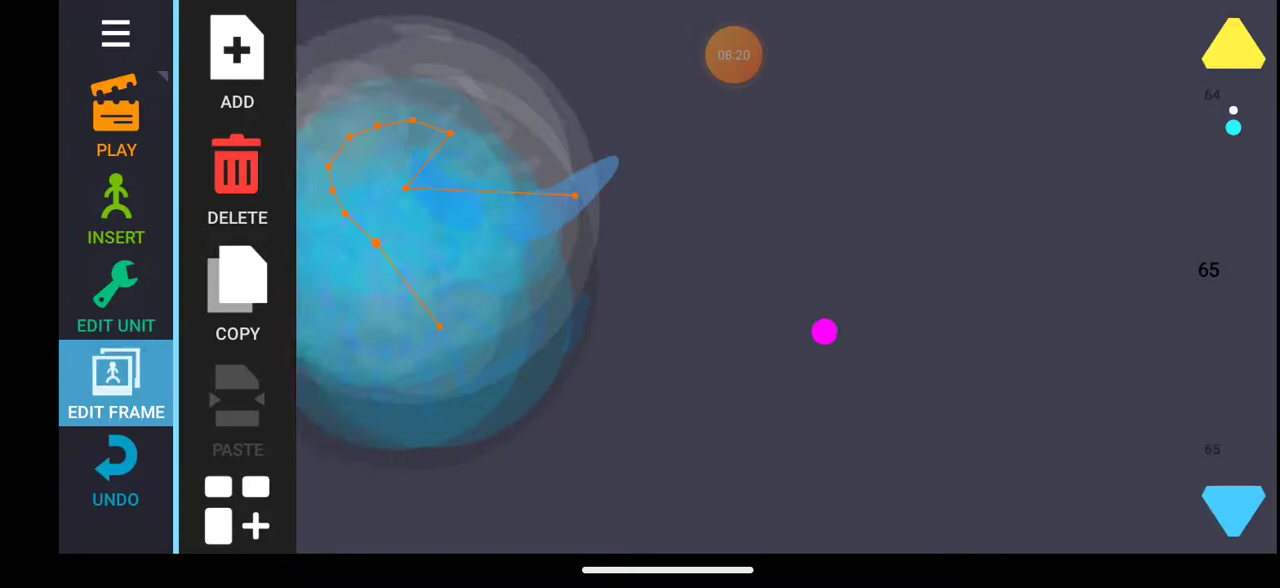 PLAY
INSERT
EDIT UNIT
EDIT FRAME
UNDO
ADD
DELETE
COPY
PASTE
08:20
64
65
65